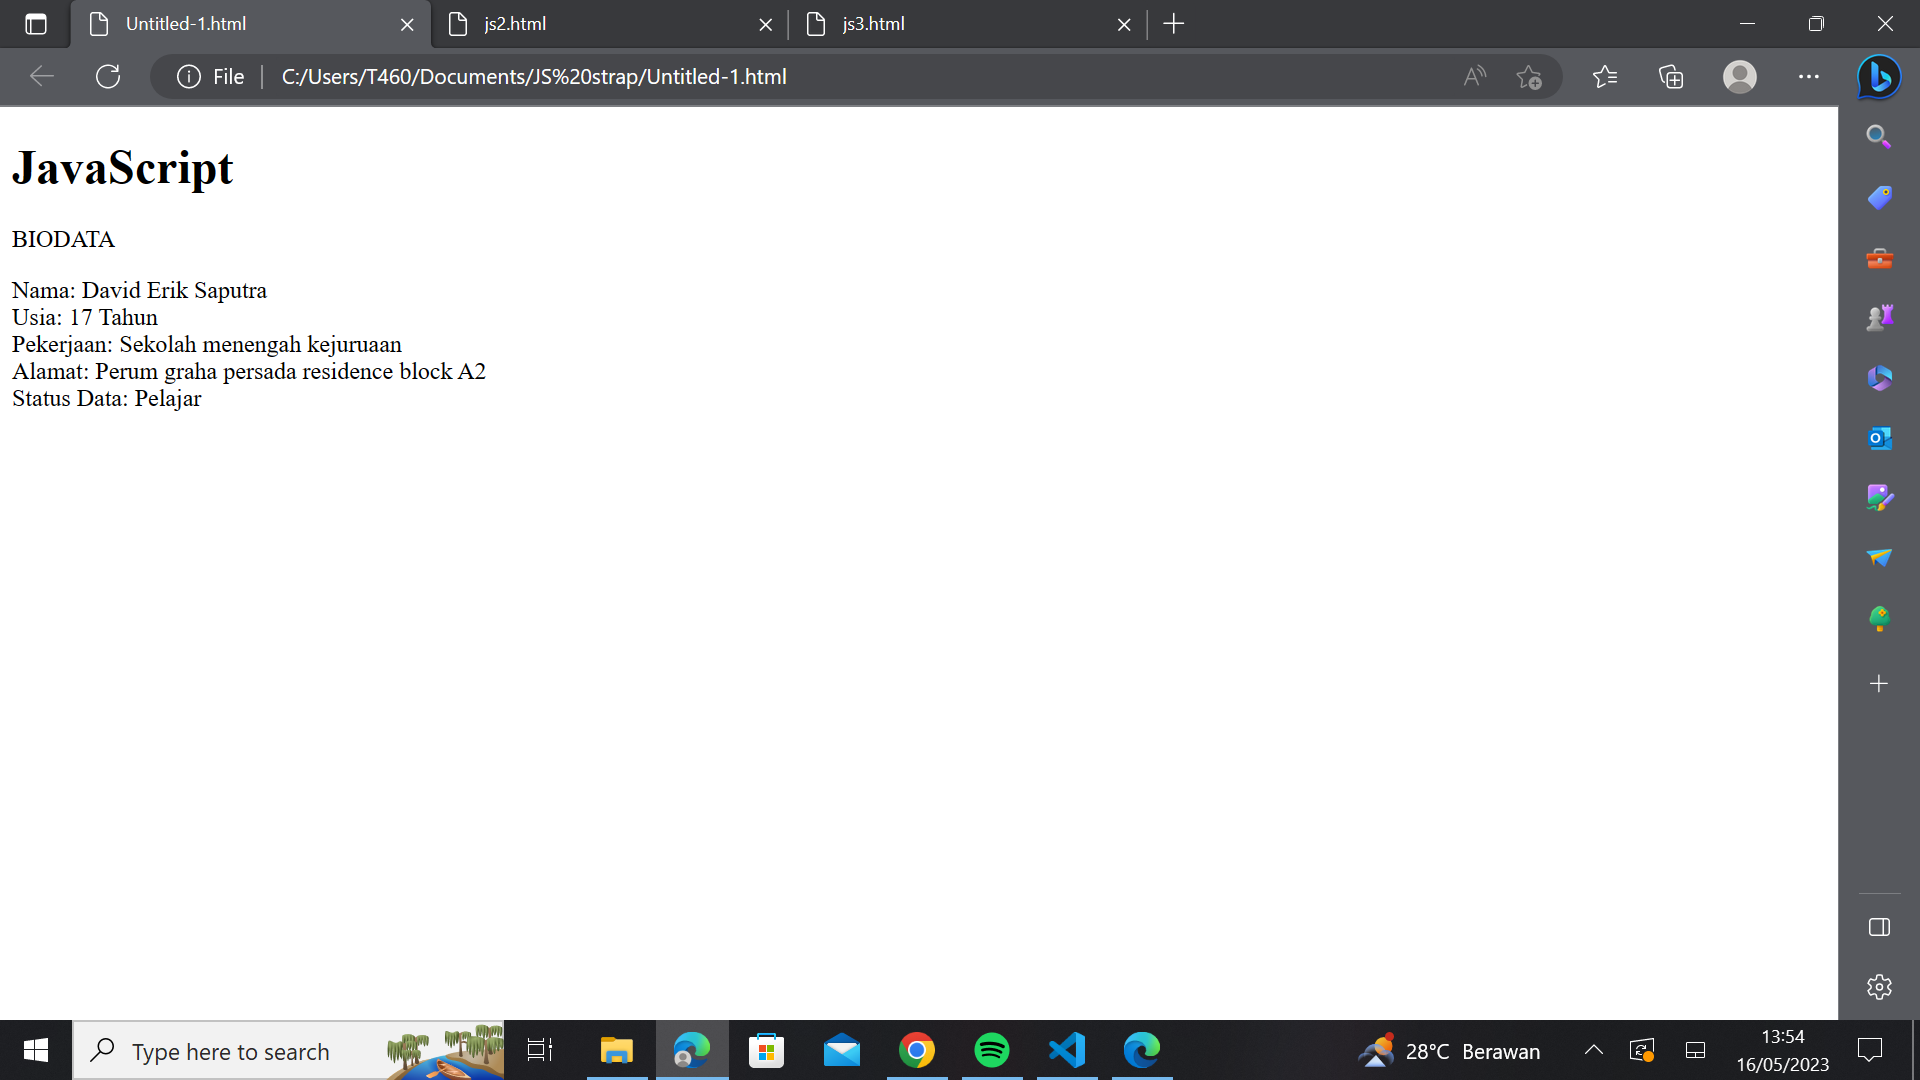 Untitled-1.html
js2.html
js3.html
File
C:/Users/T460/Documents/JS%20strap/Untitled-1.html
JavaScript
BIODATA
Nama: David Erik Saputra
Usia: 17 Tahun
Pekerjaan: Sekolah menengah kejuruaan
Alamat: Perum graha persada residence block A2
Status Data: Pelajar
Type here to search
28°C Berawan
13:54
16/05/2023